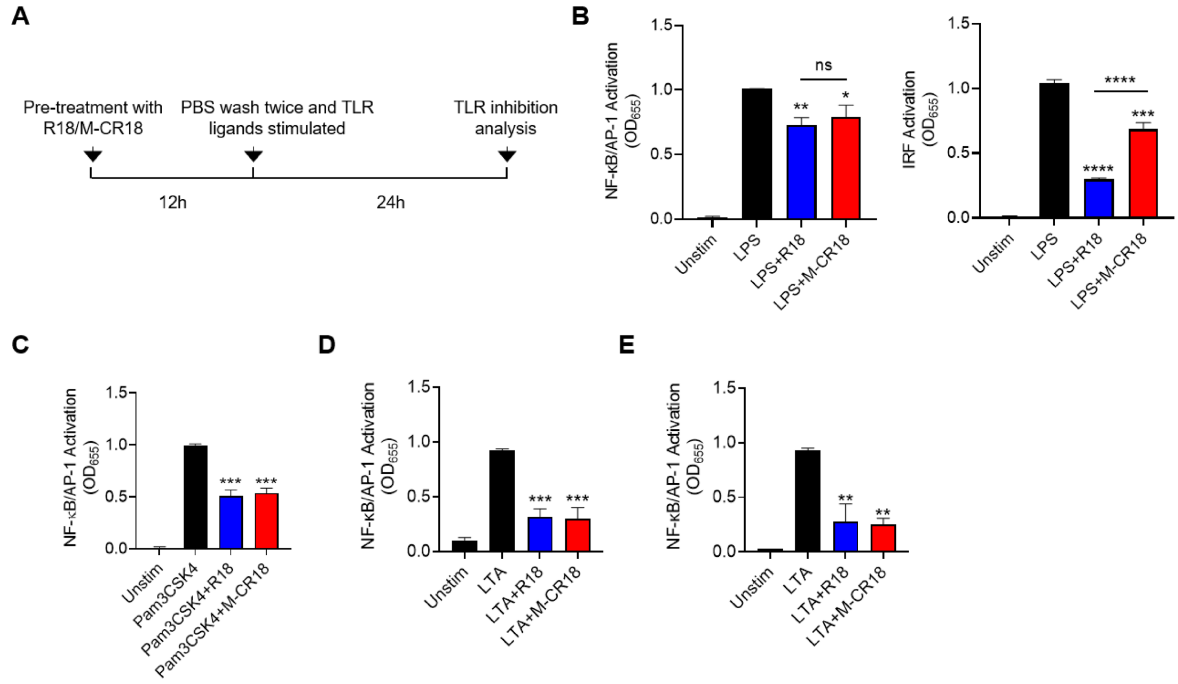 A
Pre-treatment with
R18/M-CR18
PBS wash twice and TLR
ligands stimulated
TLR inhibition
analysis
12h
24h
B
NF-κB/AP-1 Activation
(OD655)
1.5
1.0
0.5
0.0
ns
**
*
Unstim
LPS
LPS+R18
LPS+M-CR18
IRF Activation
(OD655)
1.5
1.0
0.5
0.0
****
****
***
Unstim
LPS
LPS+R18
LPS+M-CR18
C
NF-κB/AP-1 Activation
(OD655)
1.5
1.0
0.5
0.0
***
***
Unstim
Pam3CSK4
Pam3CSK4+R18
Pam3CSK4+M-CR18
D
NF-κB/AP-1 Activation
(OD655)
1.5
1.0
0.5
0.0
***
***
Unstim
LTA
LTA+R18
LTA+M-CR18
E
NF-κB/AP-1 Activation
(OD655)
1.5
1.0
0.5
0.0
**
**
Unstim
LTA
LTA+R18
LTA+M-CR18